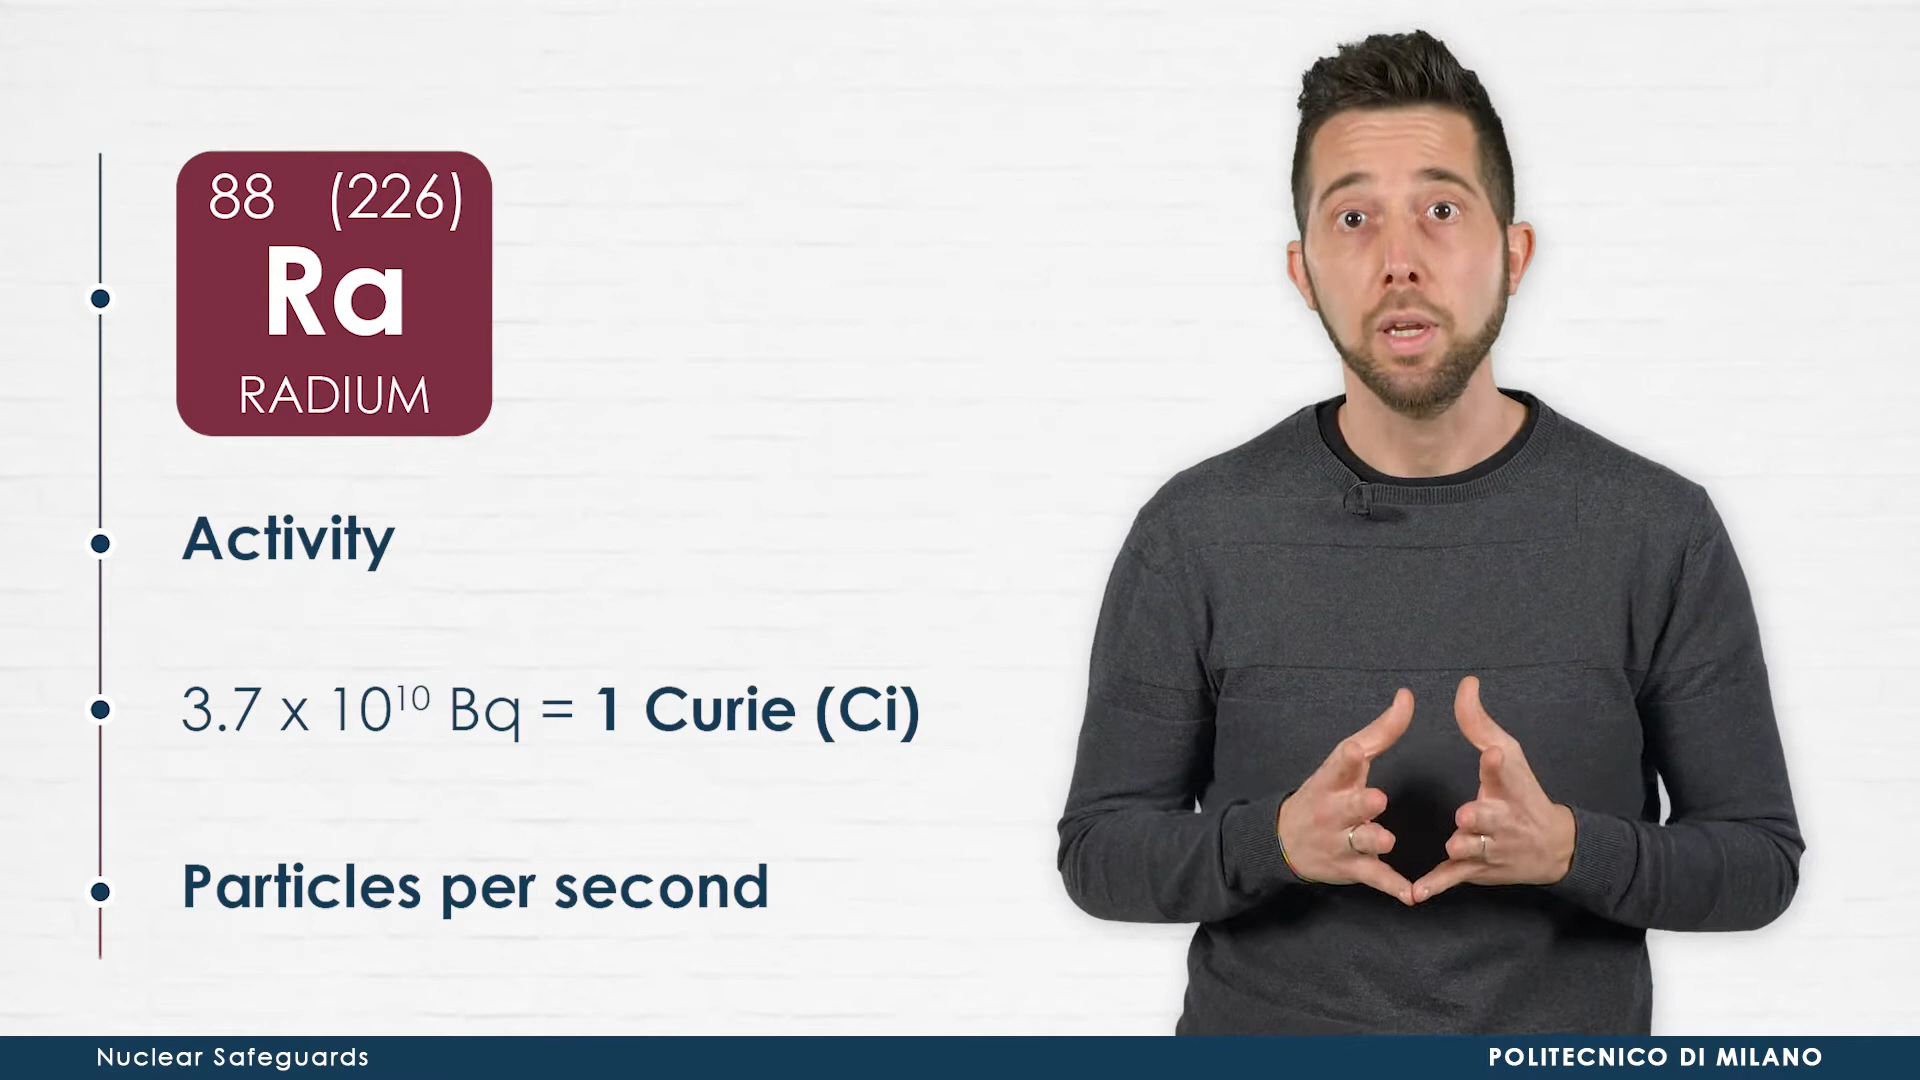 88 (226)
Ra
RADIUM
Activity
3.7 x 10¹⁰ Bq = 1 Curie (Ci)
Particles per second
Nuclear Safeguards
POLITECNICO DI MILANO